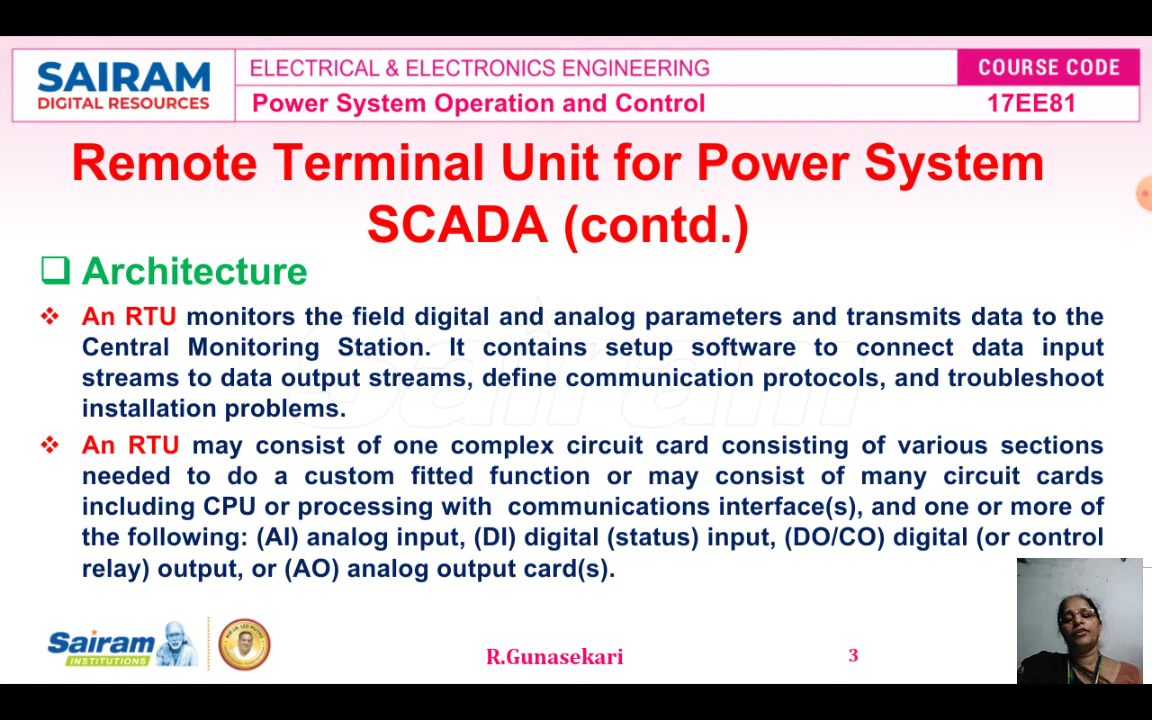 SAIRAM
DIGITAL RESOURCES
ELECTRICAL & ELECTRONICS ENGINEERING
COURSE CODE
Power System Operation and Control
17EE81
Remote Terminal Unit for Power System
SCADA (contd.)
Architecture
An RTU monitors the field digital and analog parameters and transmits data to the
Central Monitoring Station. It contains setup software to connect data input
streams to data output streams, define communication protocols, and troubleshoot
installation problems.
An RTU may consist of one complex circuit card consisting of various sections
needed to do a custom fitted function or may consist of many circuit cards
including CPU or processing with communications interface(s), and one or more of
the following: (AI) analog input, (DI) digital (status) input, (DO/CO) digital (or control
relay) output, or (AO) analog output card(s).
Sairam
Sairam
INSTITUTIONS
R.Gunasekari
3